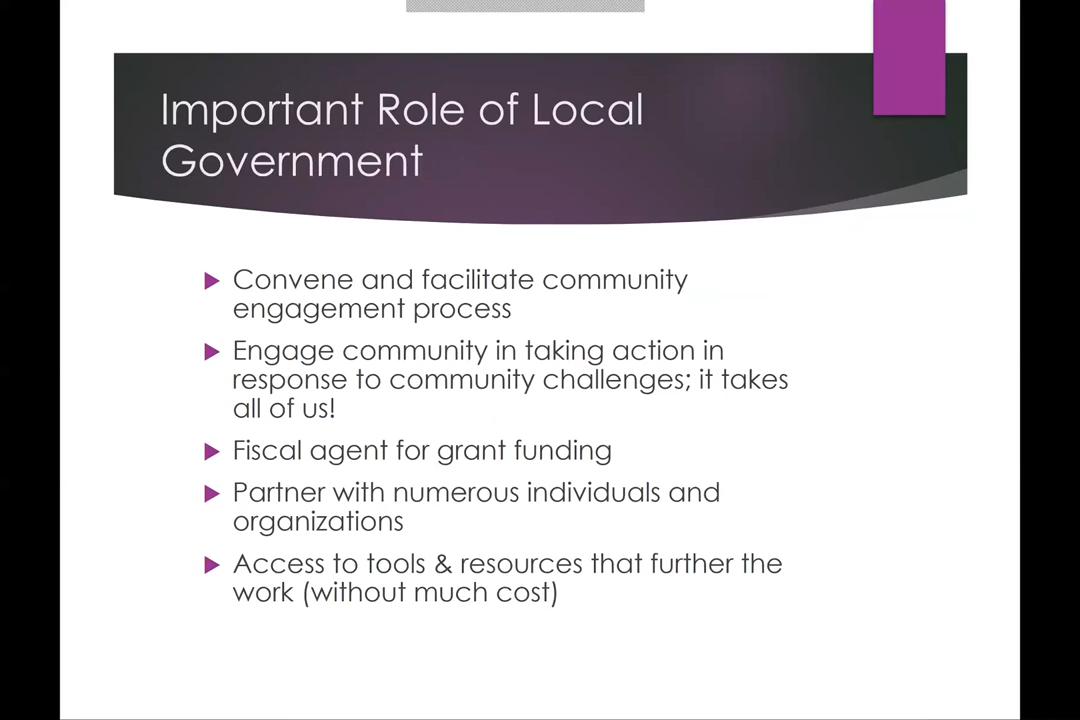 Important Role of Local
Government
Convene and facilitate community
engagement process
Engage community in taking action in
response to community challenges; it takes
all of us!
Fiscal agent for grant funding
Partner with numerous individuals and
organizations
Access to tools & resources that further the
work (without much cost)